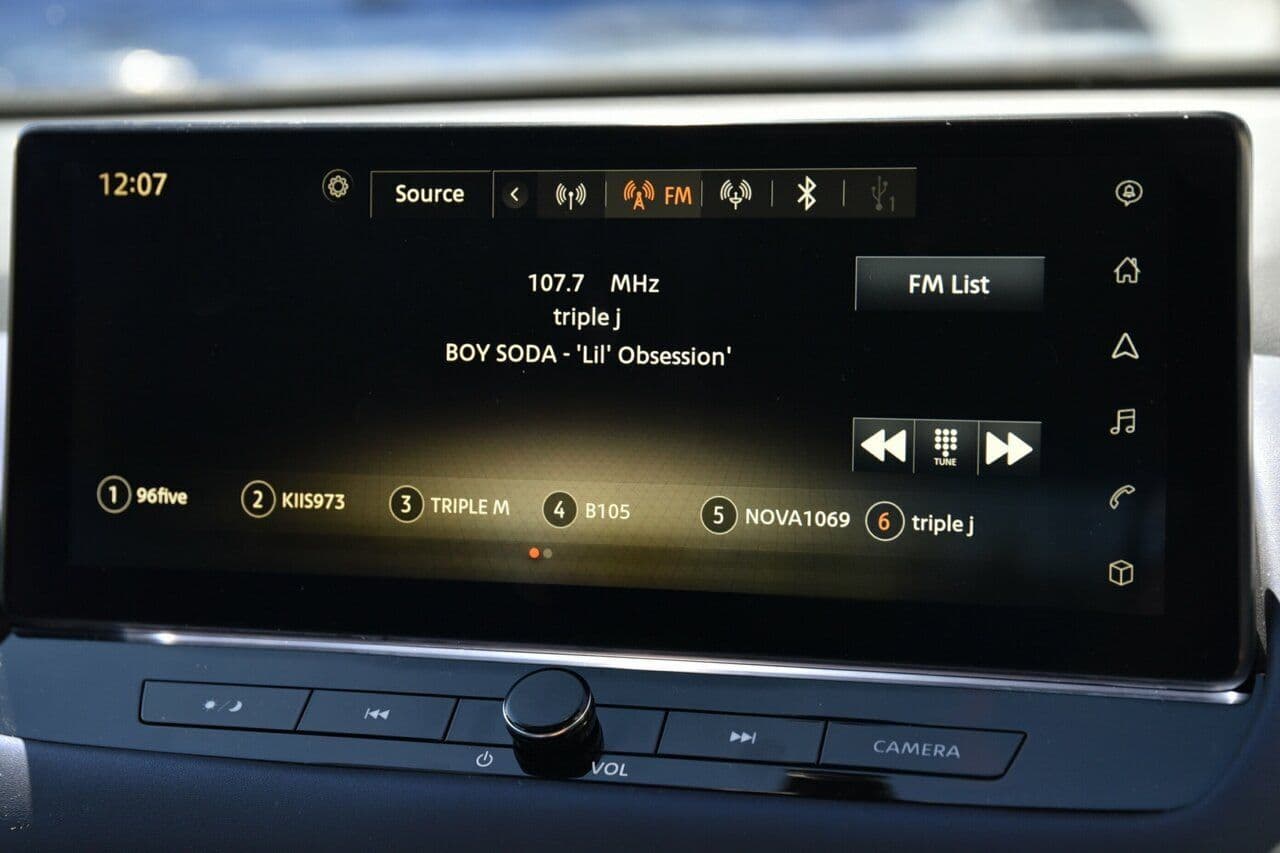 12:07
Source
FM
1
107.7 MHz
FM List
triple j
BOY SODA - 'Lil' Obsession'
TUNE
1 96five
2 KIIS973
3 TRIPLE M
4 B105
5 NOVA1069
6 triple j
VOL
CAMERA